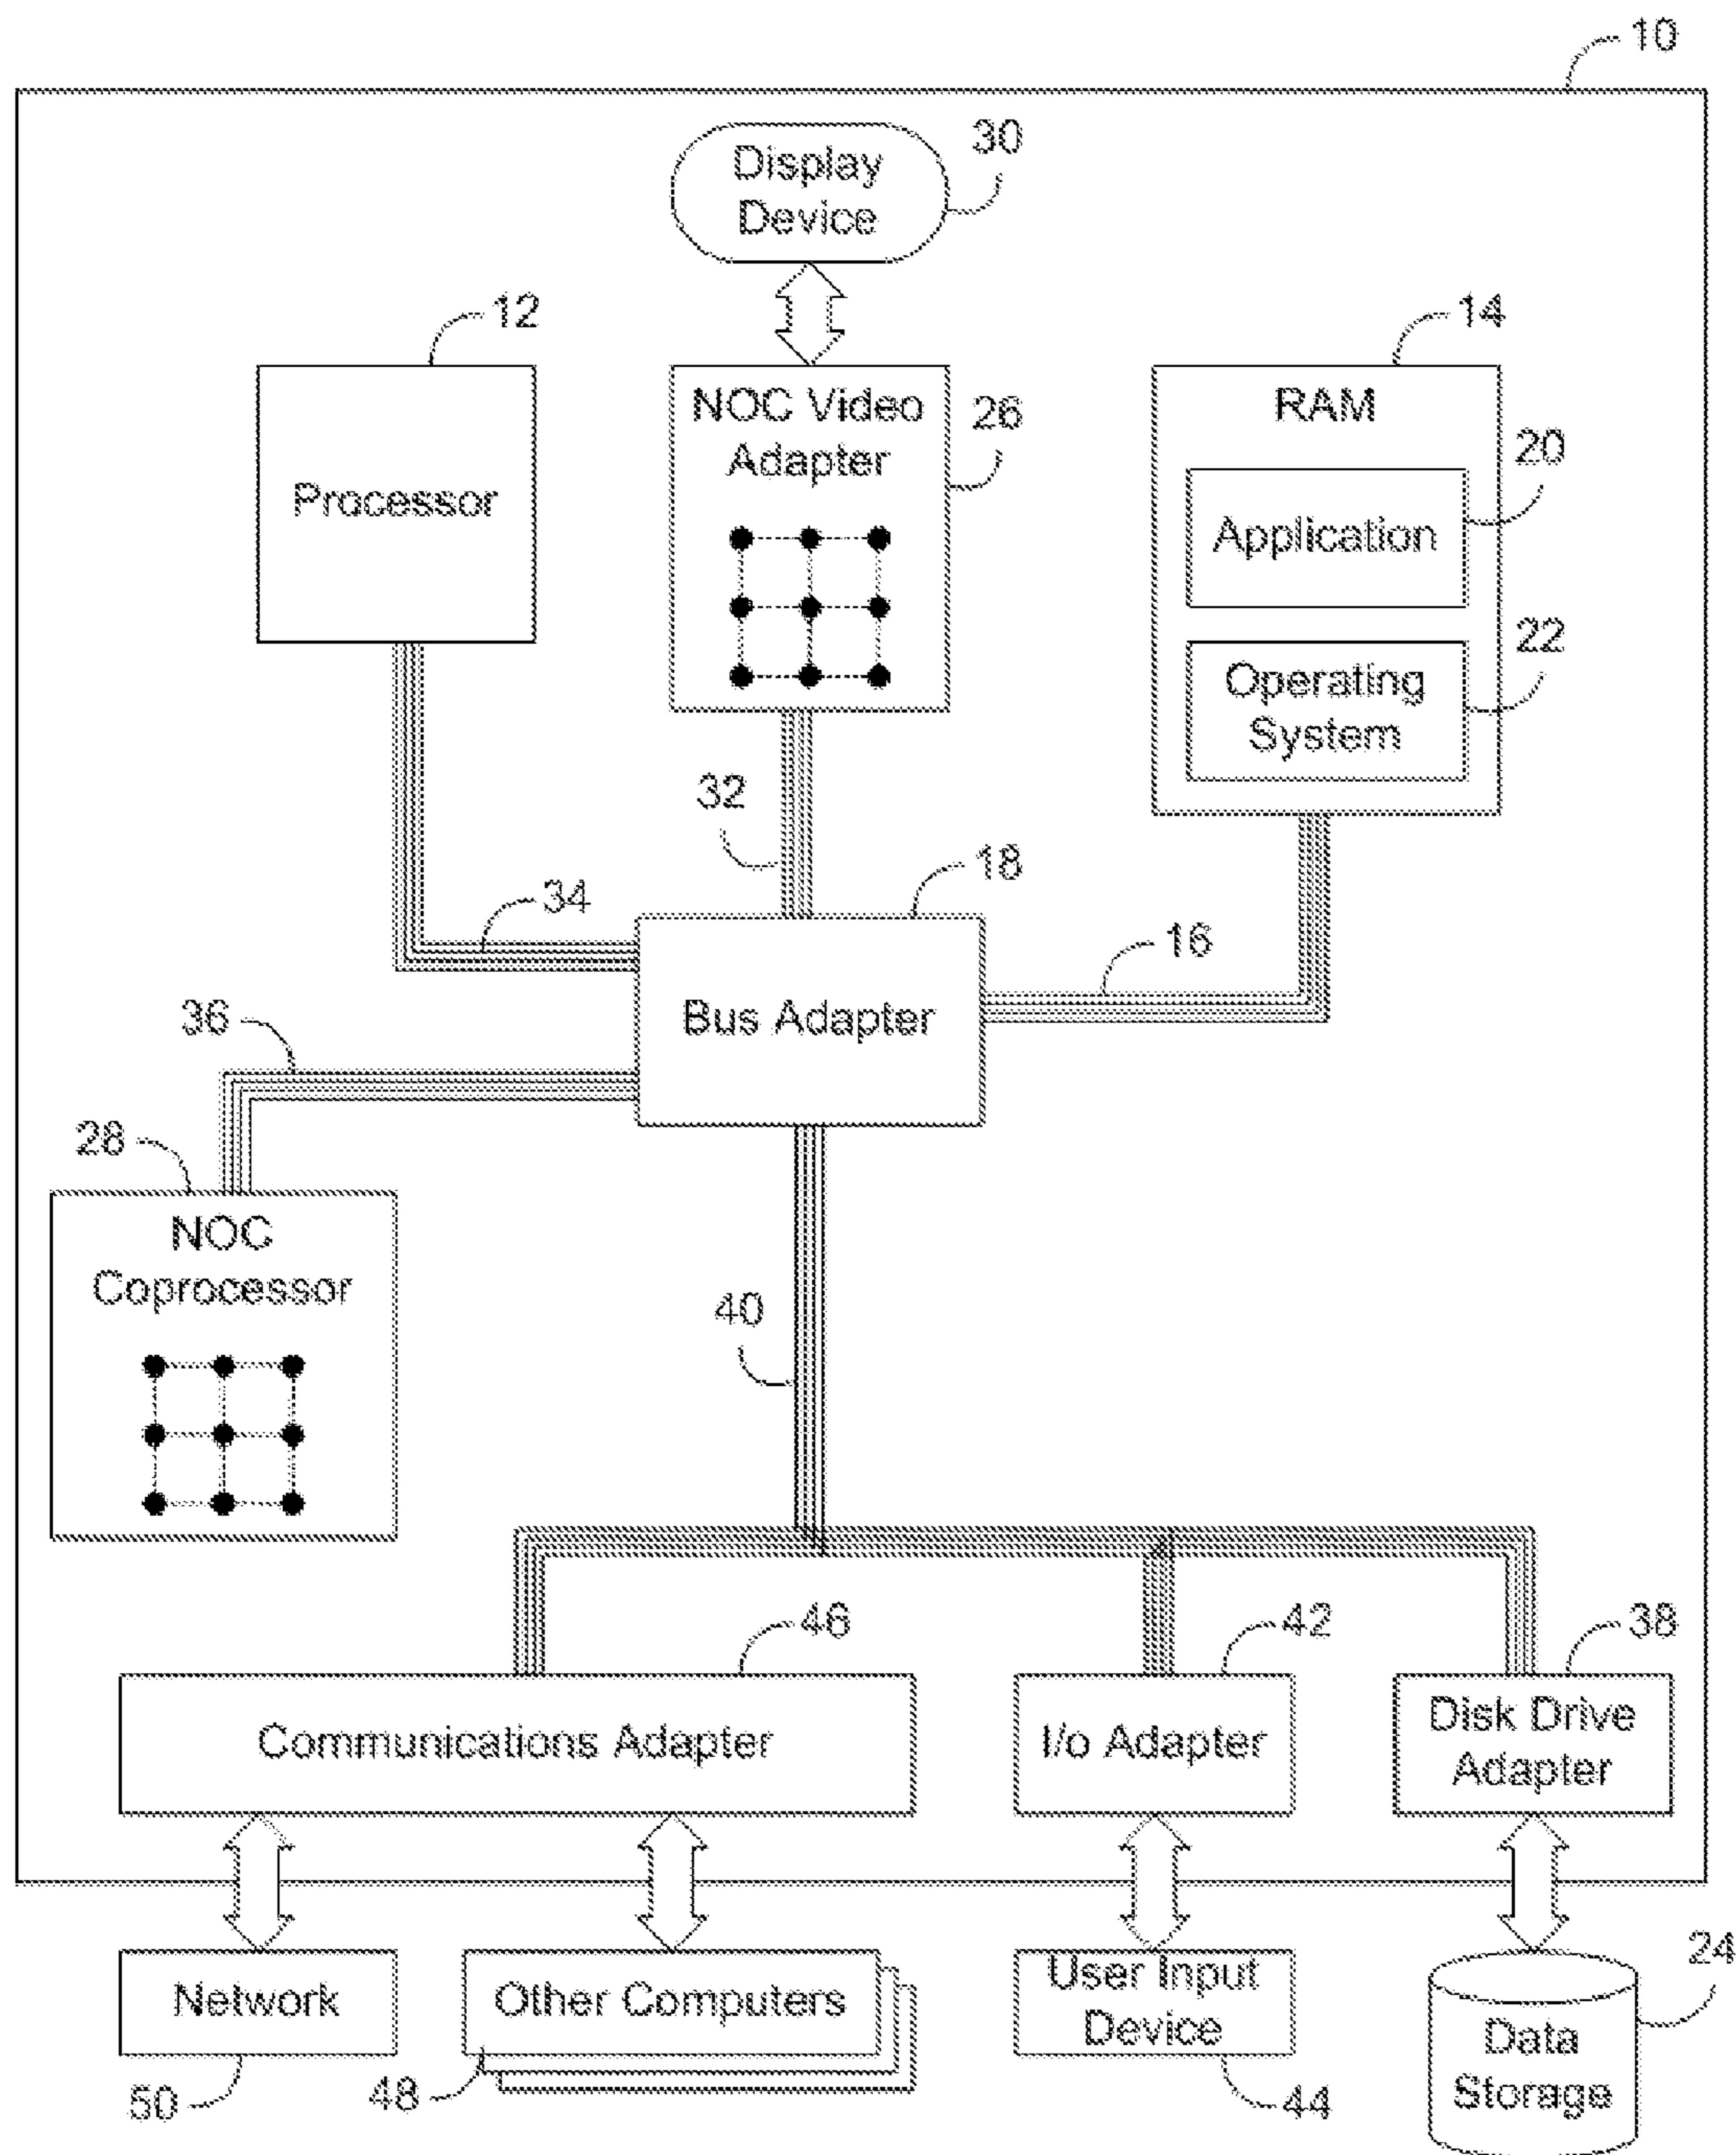 10
Display
Device
30
12
14
NOC Video
Adapter
26
RAM
20
Processor
Application
22
Operating
System
32
18
34
16
36
Bus Adapter
28
NOC
Coprocessor
40
46
42
38
Communications Adapter
I/o Adapter
Disk Drive
Adapter
Network
Other Computers
User Input
Device
24
Data
Storage
50
48
44